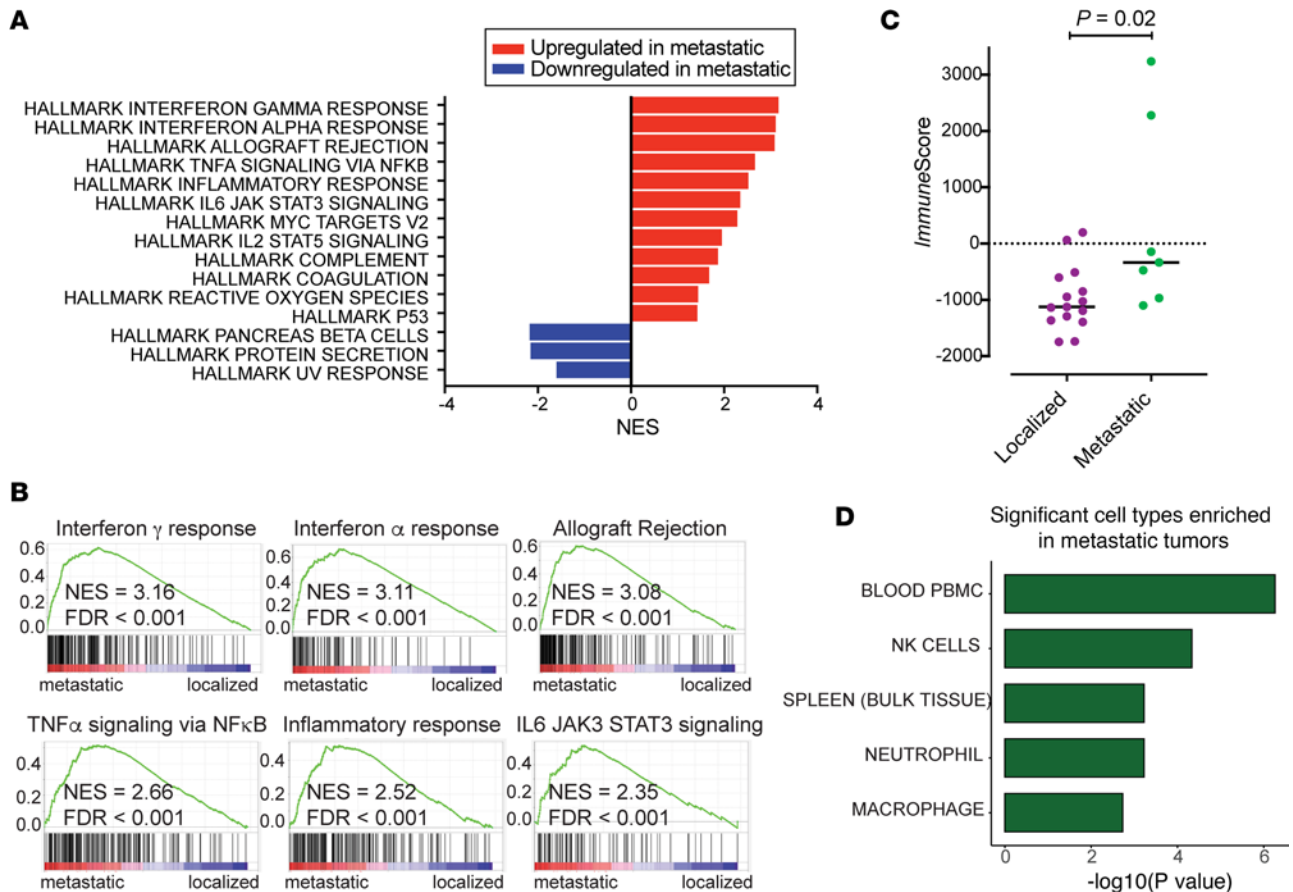 A
Upregulated in metastatic
Downregulated in metastatic
HALLMARK INTERFERON GAMMA RESPONSE
HALLMARK INTERFERON ALPHA RESPONSE
HALLMARK ALLOGRAFT REJECTION
HALLMARK TNFA SIGNALING VIA NFKB
HALLMARK INFLAMMATORY RESPONSE
HALLMARK IL6 JAK STAT3 SIGNALING
HALLMARK MYC TARGETS V2
HALLMARK IL2 STAT5 SIGNALING
HALLMARK COMPLEMENT
HALLMARK COAGULATION
HALLMARK REACTIVE OXYGEN SPECIES
HALLMARK P53
HALLMARK PANCREAS BETA CELLS
HALLMARK PROTEIN SECRETION
HALLMARK UV RESPONSE
-4 -2 0 2 4
NES
C
P = 0.02
ImmuneScore
3000
2000
1000
0
-1000
-2000
Localized
Metastatic
B
Interferon γ response
0.6
0.4
0.2
0.0
NES = 3.16
FDR < 0.001
metastatic localized
Interferon α response
0.6
0.4
0.2
0.0
NES = 3.11
FDR < 0.001
metastatic localized
Allograft Rejection
0.6
0.4
0.2
0.0
NES = 3.08
FDR < 0.001
metastatic localized
TNFα signaling via NFκB
0.4
0.2
0.0
NES = 2.66
FDR < 0.001
metastatic localized
Inflammatory response
0.4
0.2
0.0
NES = 2.52
FDR < 0.001
metastatic localized
IL6 JAK3 STAT3 signaling
0.4
0.2
0.0
NES = 2.35
FDR < 0.001
metastatic localized
D
Significant cell types enriched
in metastatic tumors
BLOOD PBMC
NK CELLS
SPLEEN (BULK TISSUE)
NEUTROPHIL
MACROPHAGE
0 2 4 6
-log10(P value)